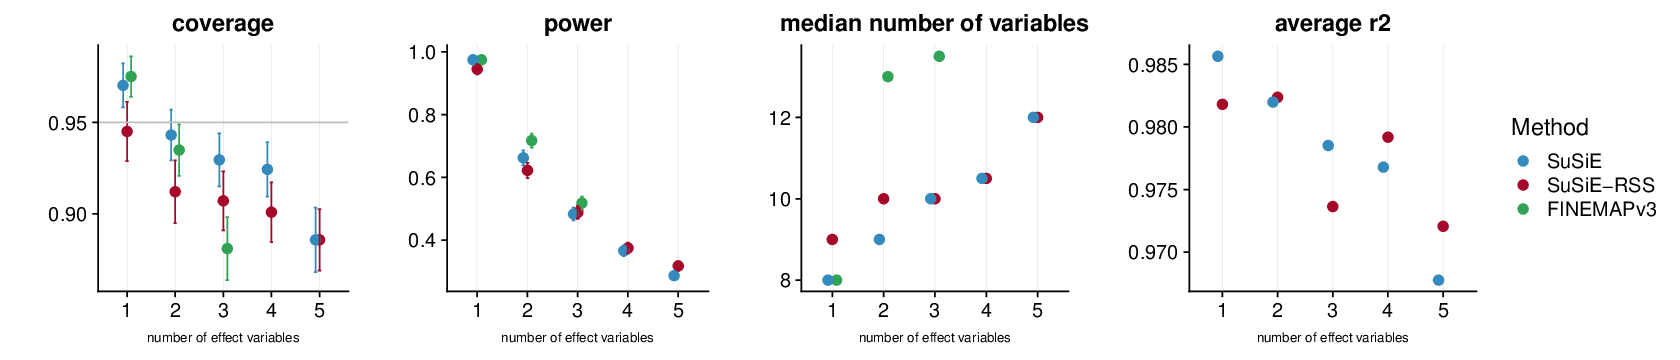 coverage
0.95
0.90
1 2 3 4 5
number of effect variables
power
1.0
0.8
0.6
0.4
1 2 3 4 5
number of effect variables
median number of variables
12
10
8
1 2 3 4 5
number of effect variables
average r2
0.985
0.980
0.975
0.970
1 2 3 4 5
number of effect variables
Method
SuSiE
SuSiE−RSS
FINEMAPv3